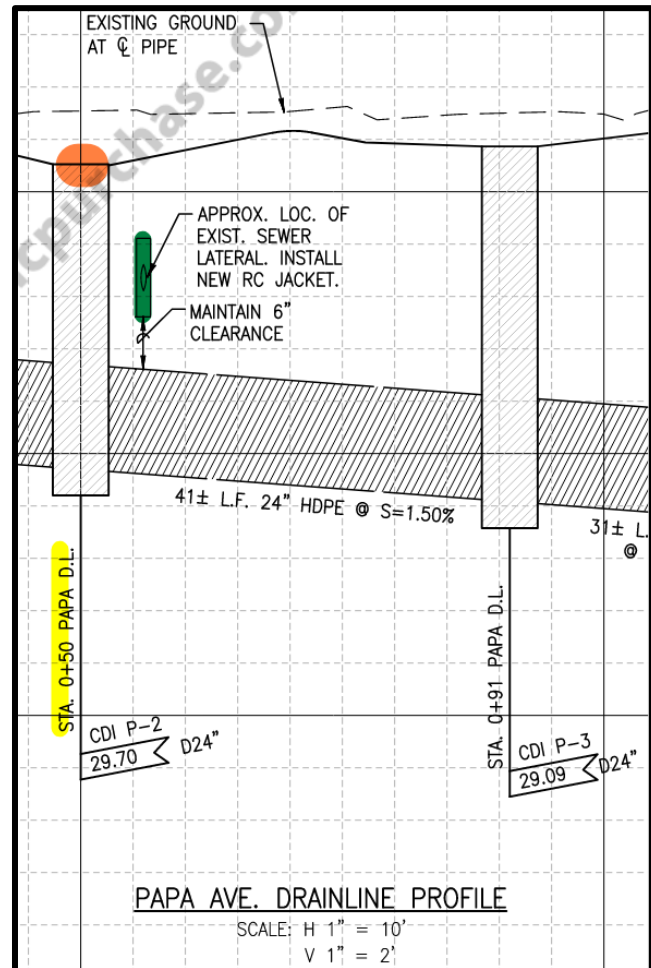 EXISTING GROUND
AT ℄ PIPE
cpurchase.co
APPROX. LOC. OF
EXIST. SEWER
LATERAL. INSTALL
NEW RC JACKET.
MAINTAIN 6"
CLEARANCE
41± L.F. 24" HDPE @ S=1.50%
31± L.
@
STA. 0+50 PAPA D.L.
CDI P-2
29.70
D24"
STA. 0+91 PAPA D.L.
CDI P-3
29.09
D24"
PAPA AVE. DRAINLINE PROFILE
SCALE: H 1" = 10'
V 1" = 2'